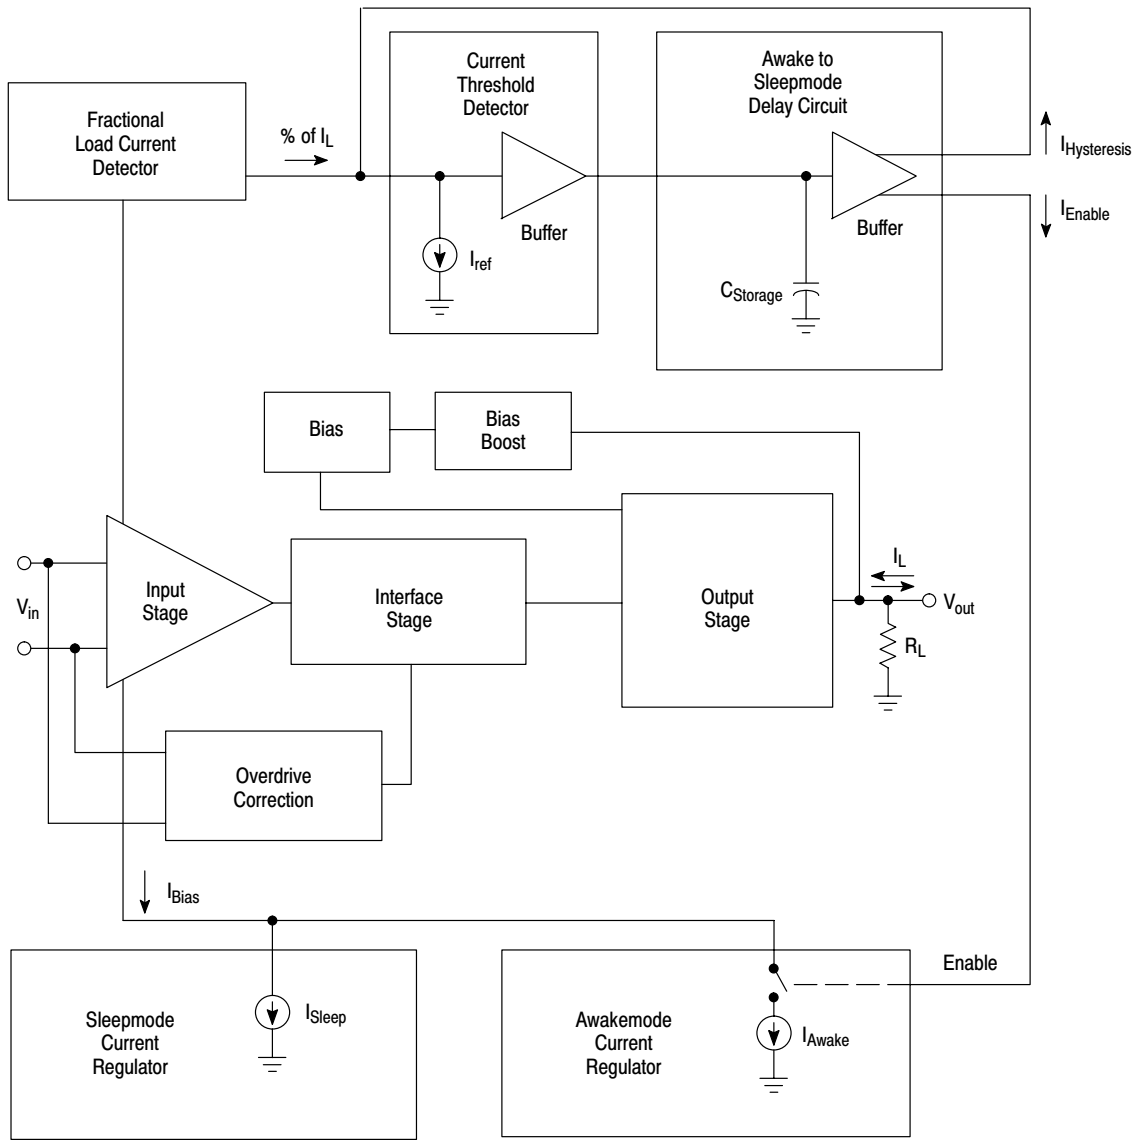 Fractional
Load Current
Detector
% of IL
Current
Threshold
Detector
Buffer
Iref
Awake to
Sleepmode
Delay Circuit
Buffer
CStorage
IHysteresis
IEnable
Bias
Bias
Boost
Vin
Input
Stage
Interface
Stage
Output
Stage
IL
Vout
RL
Overdrive
Correction
IBias
Sleepmode
Current
Regulator
ISleep
Awakemode
Current
Regulator
IAwake
Enable